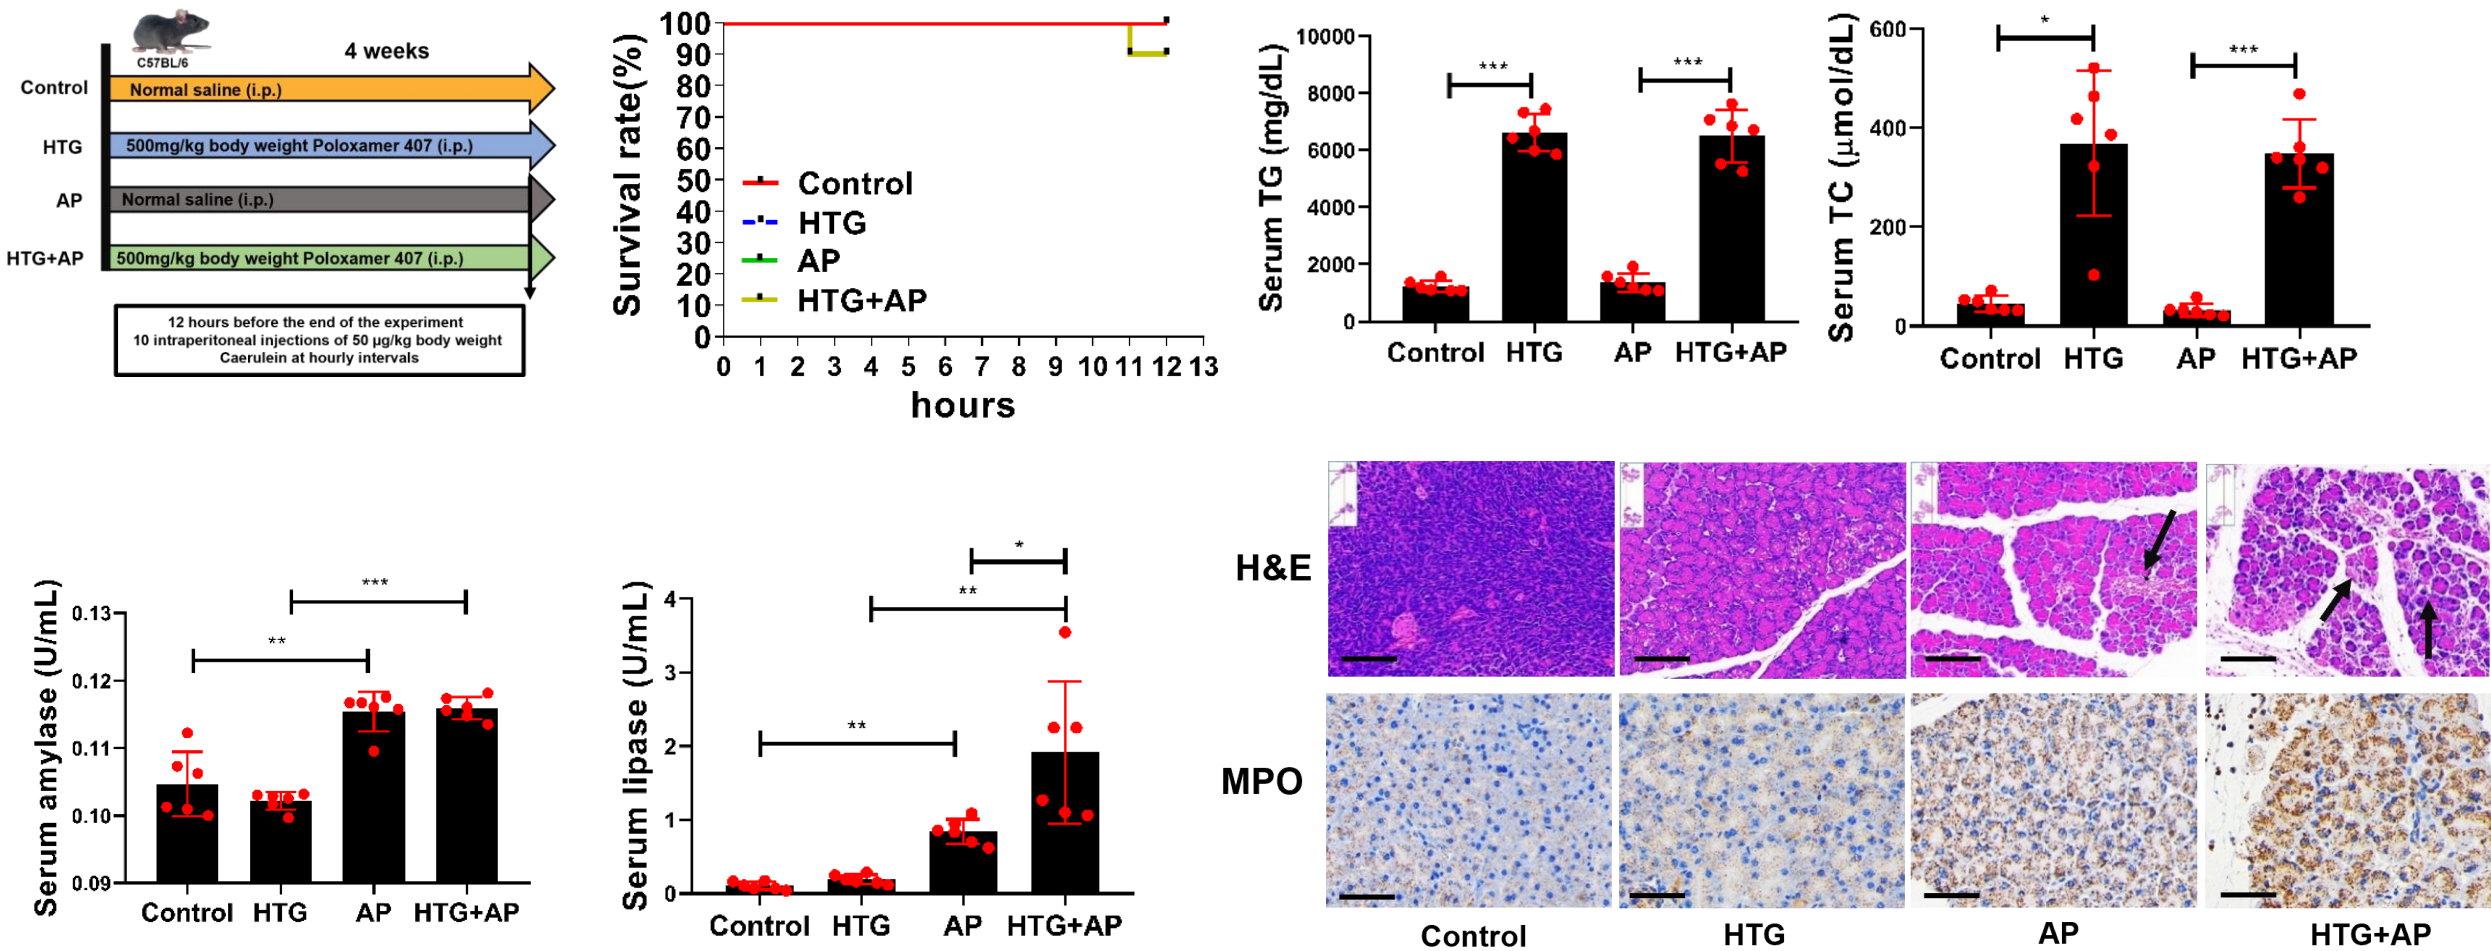 C57BL/6
4 weeks
Control
Normal saline (i.p.)
HTG
500mg/kg body weight Poloxamer 407 (i.p.)
AP
Normal saline (i.p.)
HTG+AP
500mg/kg body weight Poloxamer 407 (i.p.)
12 hours before the end of the experiment
10 intraperitoneal injections of 50 μg/kg body weight
Caerulein at hourly intervals
Survival rate(%)
100
90
80
70
60
50
40
30
20
10
0
Control
HTG
AP
HTG+AP
0 1 2 3 4 5 6 7 8 9 10 11 12 13
hours
Serum TG (mg/dL)
10000
8000
6000
4000
2000
0
***
***
Control HTG AP HTG+AP
Serum TC (μmol/dL)
600
400
200
0
*
***
Control HTG AP HTG+AP
Serum amylase (U/mL)
0.13
0.12
0.11
0.10
0.09
***
**
Control HTG AP HTG+AP
Serum lipase (U/mL)
4
3
2
1
0
*
**
**
Control HTG AP HTG+AP
H&E
MPO
Control HTG AP HTG+AP